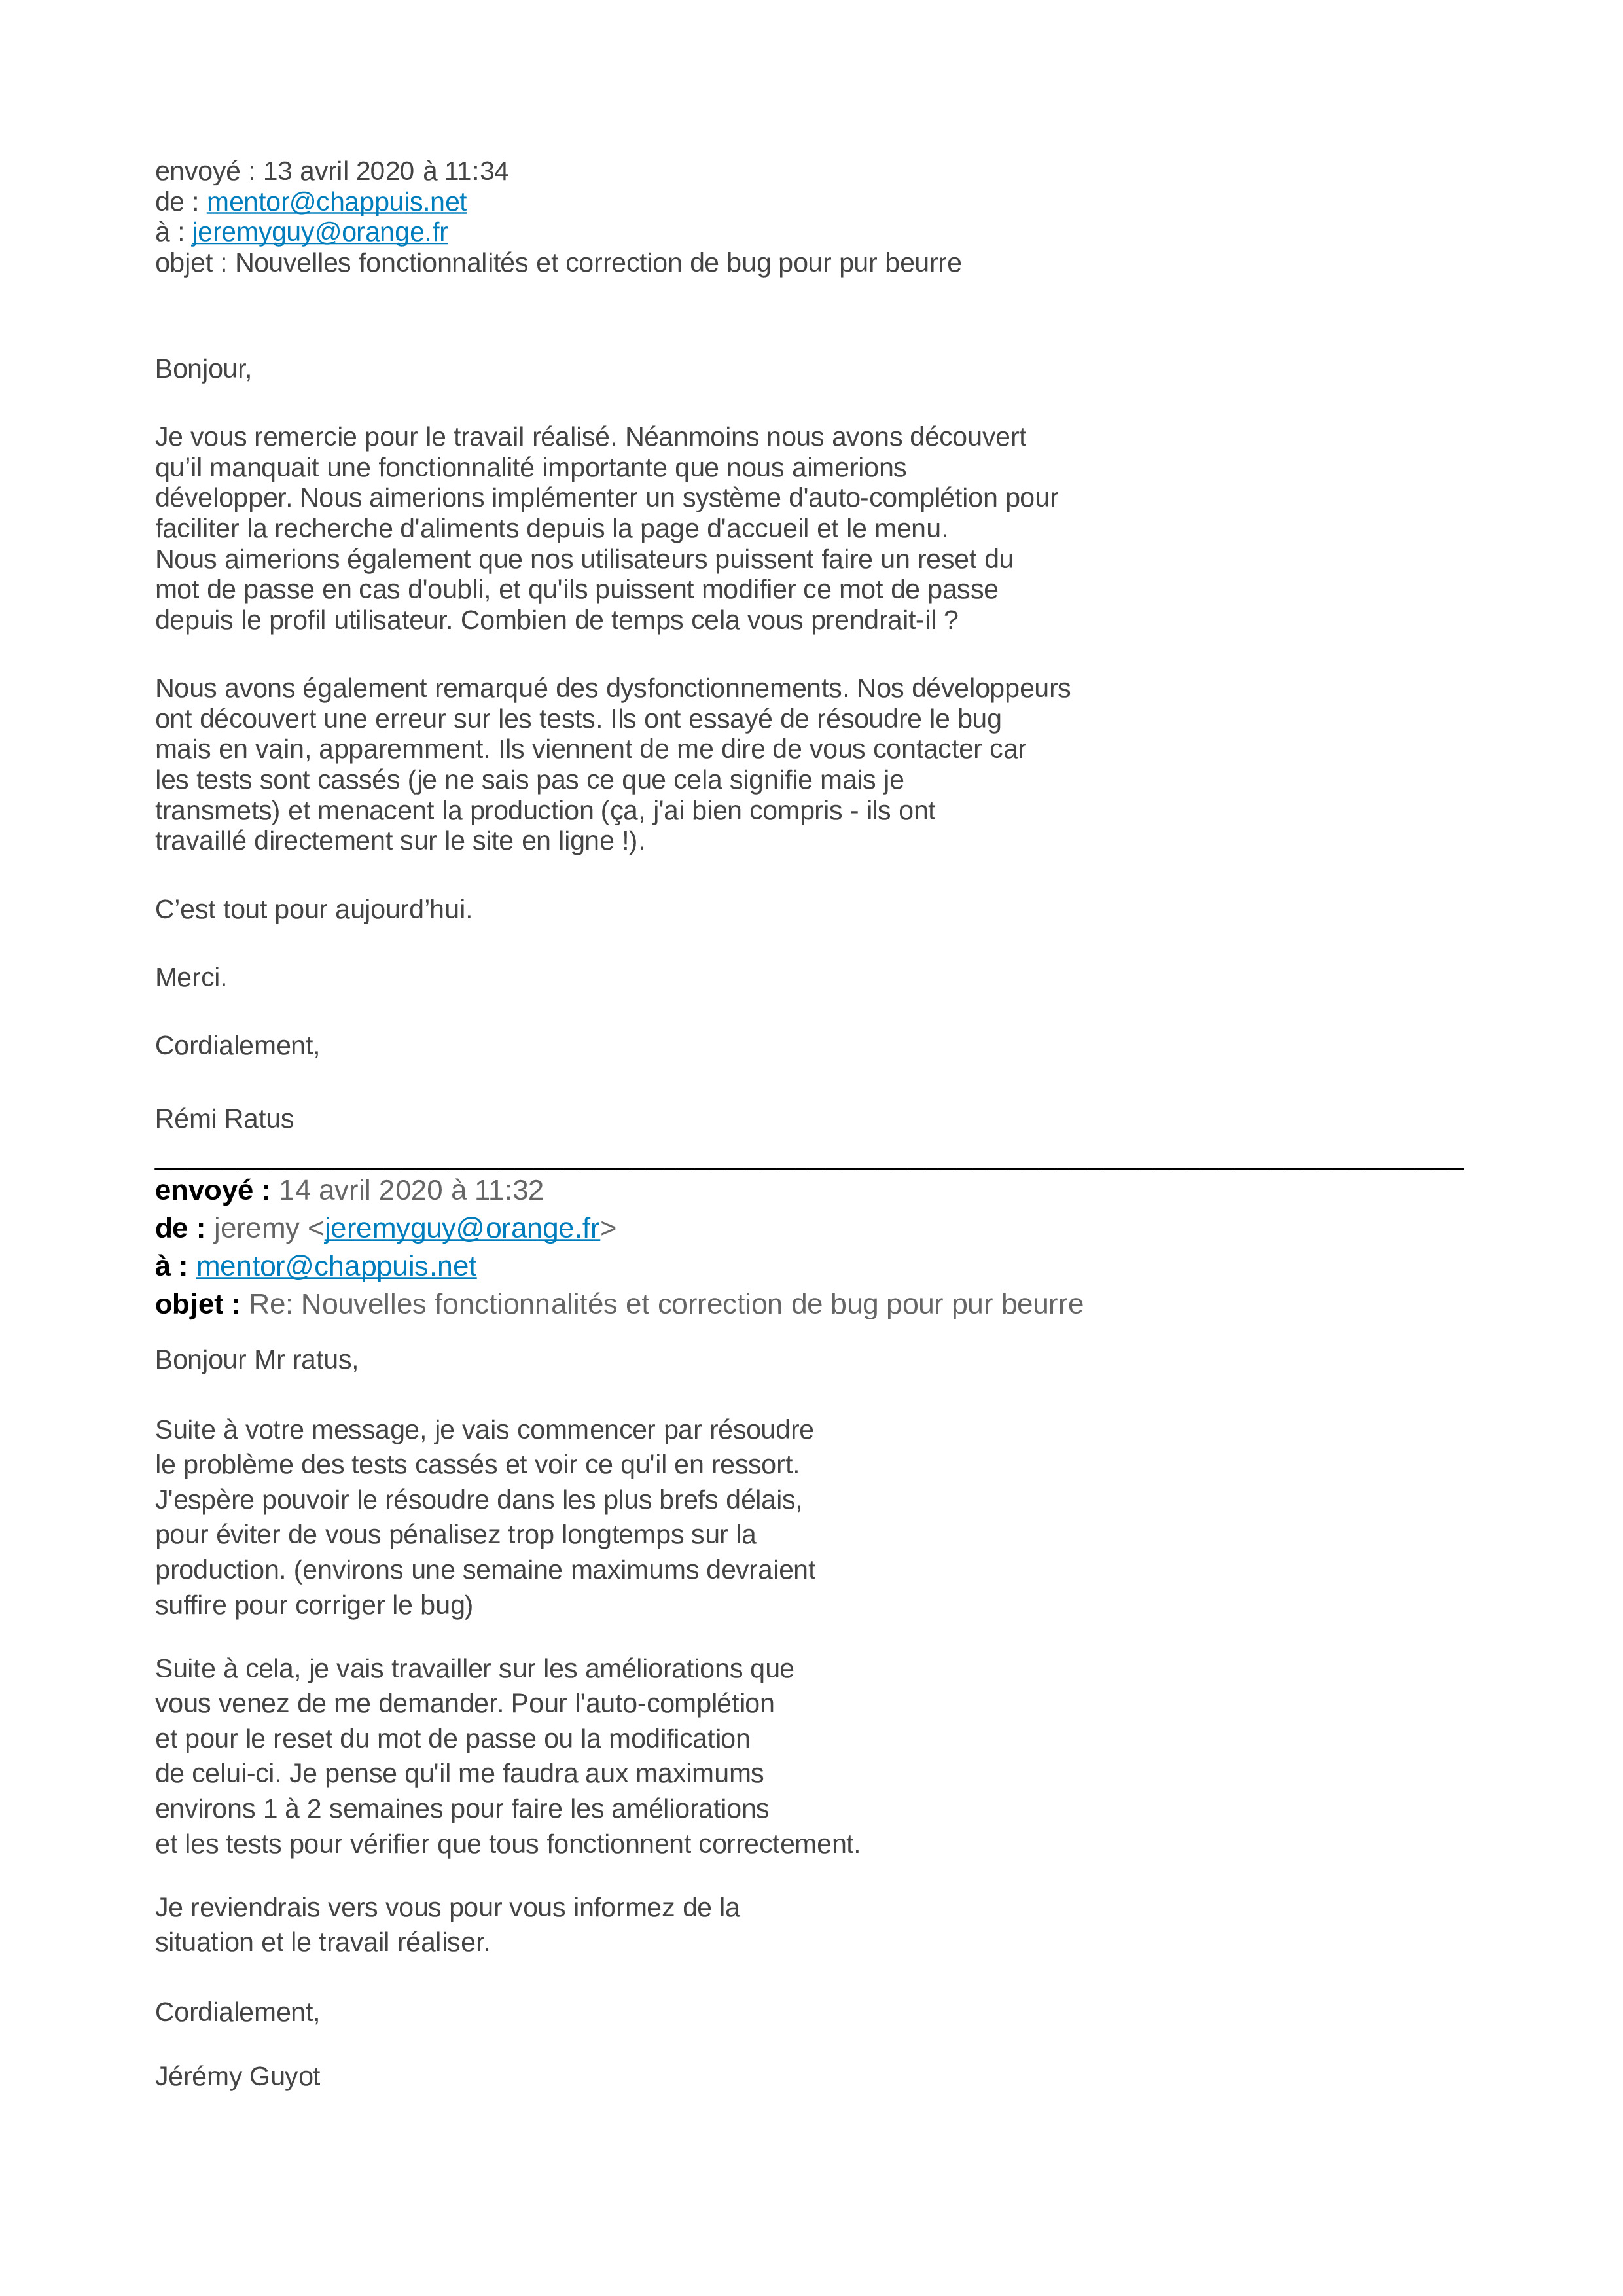 envoyé : 13 avril 2020 à 11:34
de : mentor@chappuis.net
à : jeremyguy@orange.fr
objet : Nouvelles fonctionnalités et correction de bug pour pur beurre
Bonjour,
Je vous remercie pour le travail réalisé. Néanmoins nous avons découvert
qu’il manquait une fonctionnalité importante que nous aimerions
développer. Nous aimerions implémenter un système d'auto-complétion pour
faciliter la recherche d'aliments depuis la page d'accueil et le menu.
Nous aimerions également que nos utilisateurs puissent faire un reset du
mot de passe en cas d'oubli, et qu'ils puissent modifier ce mot de passe
depuis le profil utilisateur. Combien de temps cela vous prendrait-il ?
Nous avons également remarqué des dysfonctionnements. Nos développeurs
ont découvert une erreur sur les tests. Ils ont essayé de résoudre le bug
mais en vain, apparemment. Ils viennent de me dire de vous contacter car
les tests sont cassés (je ne sais pas ce que cela signifie mais je
transmets) et menacent la production (ça, j'ai bien compris - ils ont
travaillé directement sur le site en ligne !).
C’est tout pour aujourd’hui.
Merci.
Cordialement,
Rémi Ratus
envoyé : 14 avril 2020 à 11:32
de : jeremy <jeremyguy@orange.fr>
à : mentor@chappuis.net
objet : Re: Nouvelles fonctionnalités et correction de bug pour pur beurre
Bonjour Mr ratus,
Suite à votre message, je vais commencer par résoudre
le problème des tests cassés et voir ce qu'il en ressort.
J'espère pouvoir le résoudre dans les plus brefs délais,
pour éviter de vous pénalisez trop longtemps sur la
production. (environs une semaine maximums devraient
suffire pour corriger le bug)
Suite à cela, je vais travailler sur les améliorations que
vous venez de me demander. Pour l'auto-complétion
et pour le reset du mot de passe ou la modification
de celui-ci. Je pense qu'il me faudra aux maximums
environs 1 à 2 semaines pour faire les améliorations
et les tests pour vérifier que tous fonctionnent correctement.
Je reviendrais vers vous pour vous informez de la
situation et le travail réaliser.
Cordialement,
Jérémy Guyot